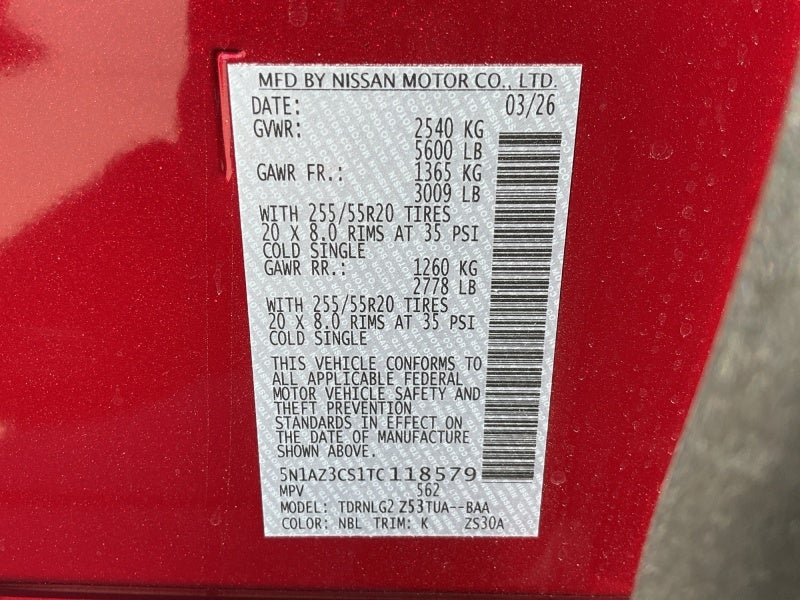 MFD BY NISSAN MOTOR CO., LTD.
DATE: 03/26
GVWR: 2540 KG
5600 LB
GAWR FR.: 1365 KG
3009 LB
WITH 255/55R20 TIRES
20 X 8.0 RIMS AT 35 PSI
COLD SINGLE
GAWR RR.: 1260 KG
2778 LB
WITH 255/55R20 TIRES
20 X 8.0 RIMS AT 35 PSI
COLD SINGLE
THIS VEHICLE CONFORMS TO
ALL APPLICABLE FEDERAL
MOTOR VEHICLE SAFETY AND
THEFT PREVENTION
STANDARDS IN EFFECT ON
THE DATE OF MANUFACTURE
SHOWN ABOVE.
5N1AZ3CS1TC118579
MPV 562
MODEL: TDRNLG2 Z53TUA--BAA
COLOR: NBL TRIM: K ZS30A